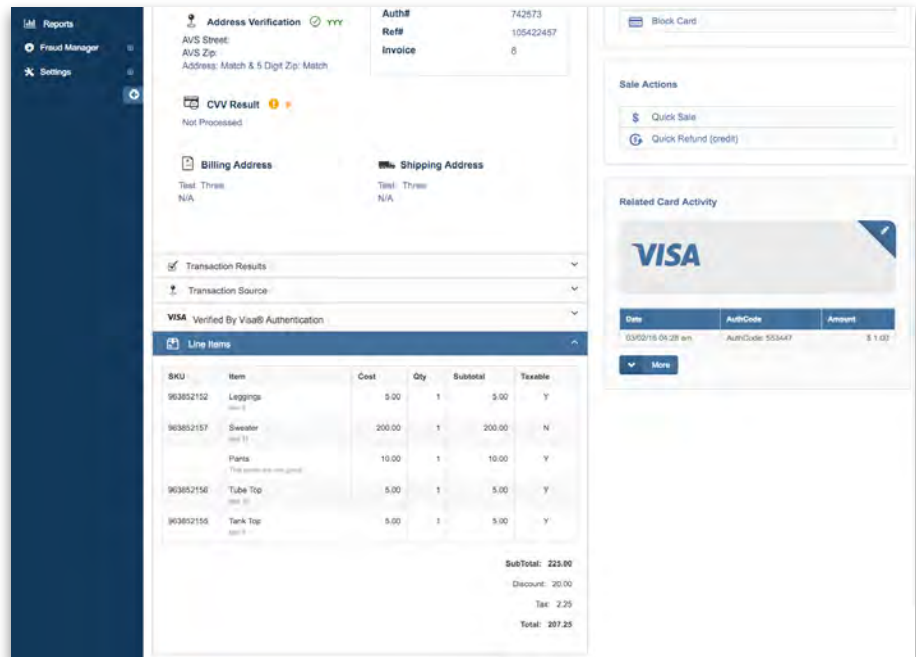 Reports
Fraud Manager
Settings
Address Verification YYY
AVS Street:
AVS Zip:
Address: Match & 5 Digit Zip: Match
Auth# 742573
Ref# 105422457
Invoice 6
CVV Result
Not Processed
Billing Address
Test Three
N/A
Shipping Address
Test Three
N/A
Transaction Results
Transaction Source
VISA Verified By Visa® Authentication
Line Items
SKU Item Cost Qty Subtotal Taxable
963852152 Leggings 5.00 1 5.00 Y
963852157 Sweater 200.00 1 200.00 N
Pants 10.00 1 10.00 Y
963852156 Tube Top 5.00 1 5.00 Y
963852155 Tank Top 5.00 1 5.00 Y
SubTotal: 225.00
Discount: 20.00
Tax: 2.25
Total: 207.25
Block Card
Sale Actions
Quick Sale
Quick Refund (credit)
Related Card Activity
VISA
Date AuthCode Amount
03/02/16 04:28 am AuthCode: 553447 $ 1.00
More